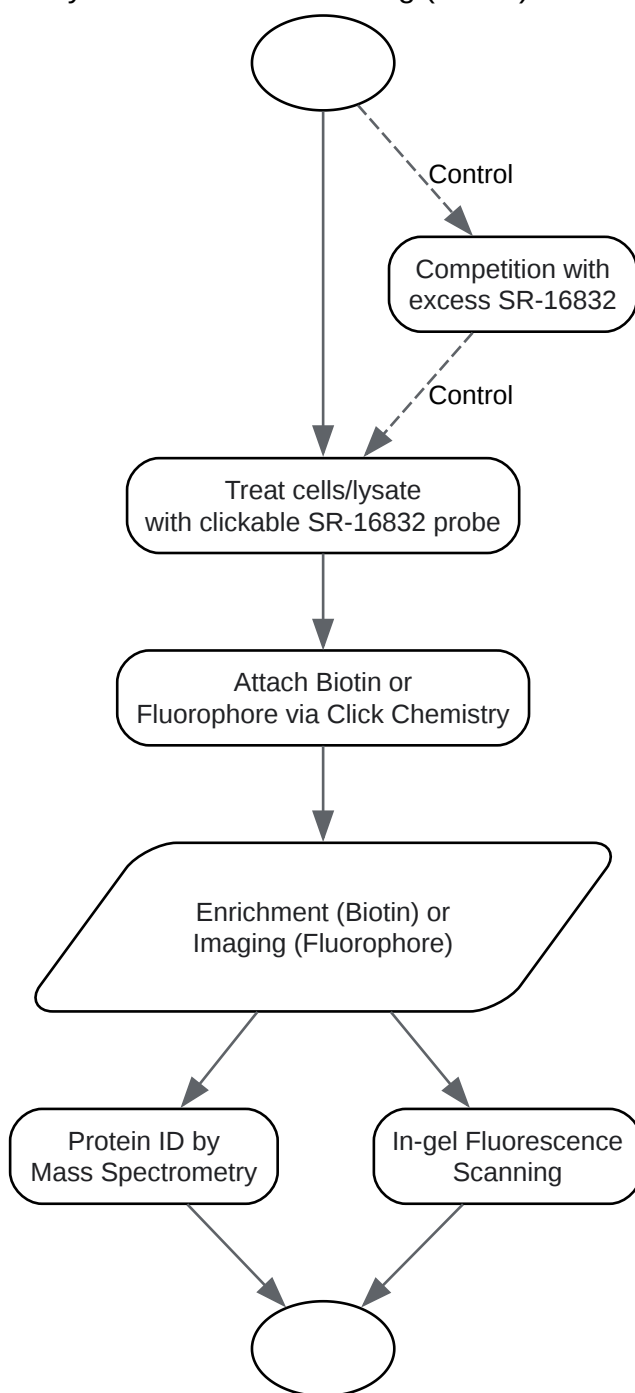 Control
Competition with
excess SR-16832
Control
Treat cells/lysate
with clickable SR-16832 probe
Attach Biotin or
Fluorophore via Click Chemistry
Enrichment (Biotin) or
Imaging (Fluorophore)
Protein ID by
Mass Spectrometry
In-gel Fluorescence
Scanning